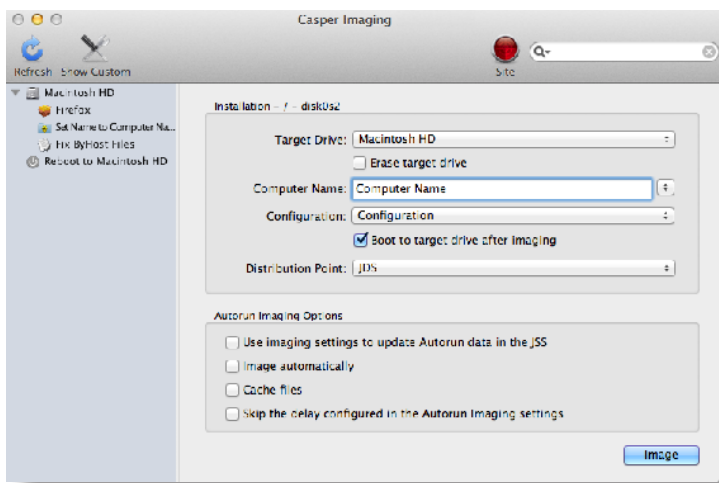 Casper Imaging
Refresh Show Custom
Site
Macintosh HD
Firefox
Set Name to Computer Na...
Fix ByHost Files
Reboot to Macintosh HD
Installation – / – disk0s2
Target Drive: Macintosh HD
Erase target drive
Computer Name: Computer Name
Configuration: Configuration
Boot to target drive after imaging
Distribution Point: JDS
Autorun Imaging Options
Use imaging settings to update Autorun data in the JSS
Image automatically
Cache files
Skip the delay configured in the Autorun Imaging settings
Image